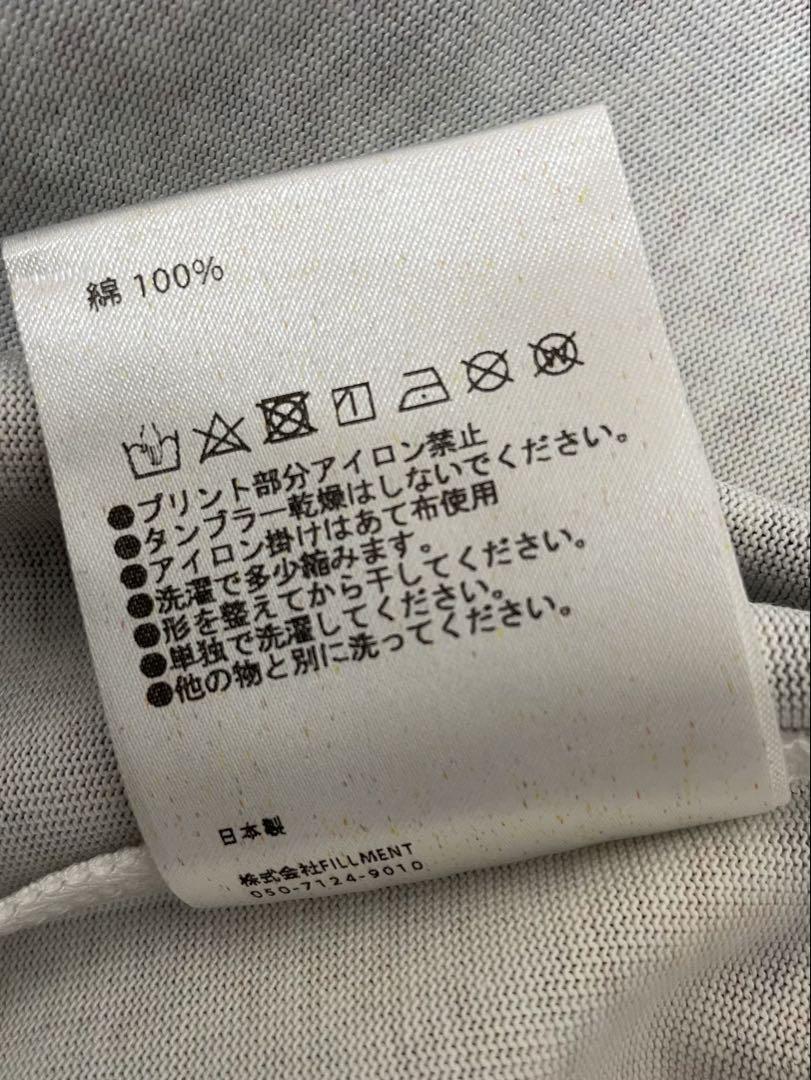 綿 100%
●プリント部分アイロン禁止
●タンブラー乾燥はしないでください。
●アイロン掛けはあて布使用
●洗濯で多少縮みます。
●形を整えてから干してください。
●単独で洗濯してください。
●他の物と別に洗ってください。
日本製
株式会社FILLMENT
050-7124-9010